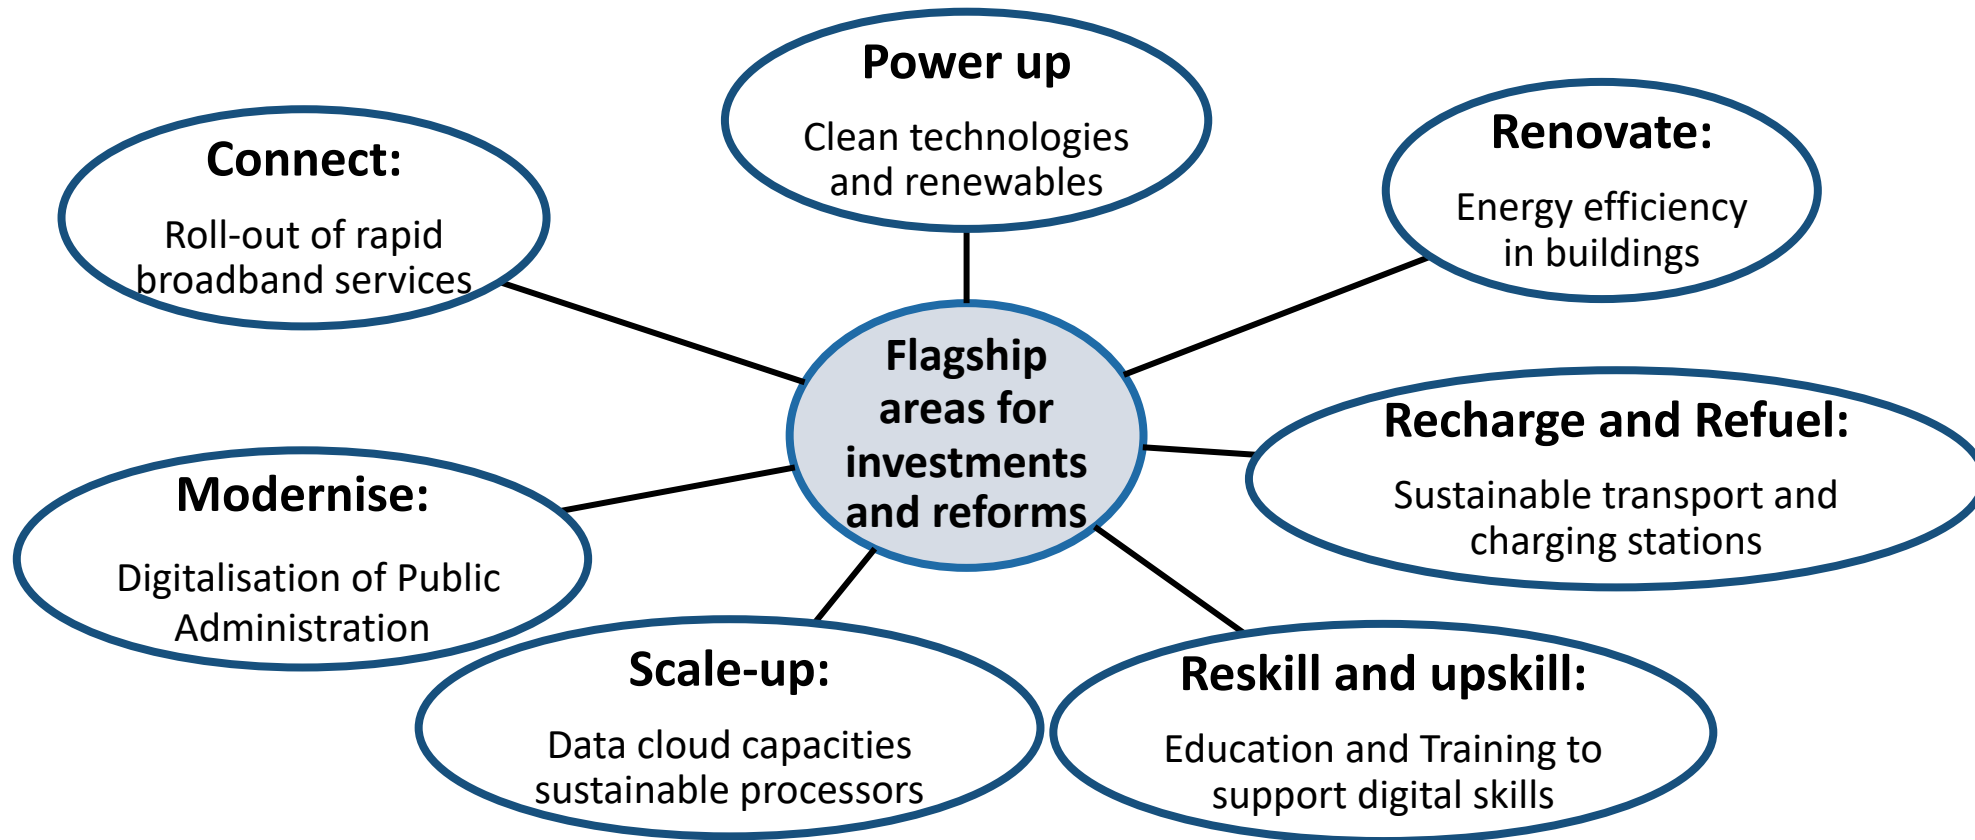 Power up
Clean technologies
and renewables
Connect:
Roll-out of rapid
broadband services
Renovate:
Energy efficiency
in buildings
Flagship
areas for
investments
and reforms
Recharge and Refuel:
Sustainable transport and
charging stations
Modernise:
Digitalisation of Public
Administration
Scale-up:
Data cloud capacities
sustainable processors
Reskill and upskill:
Education and Training to
support digital skills